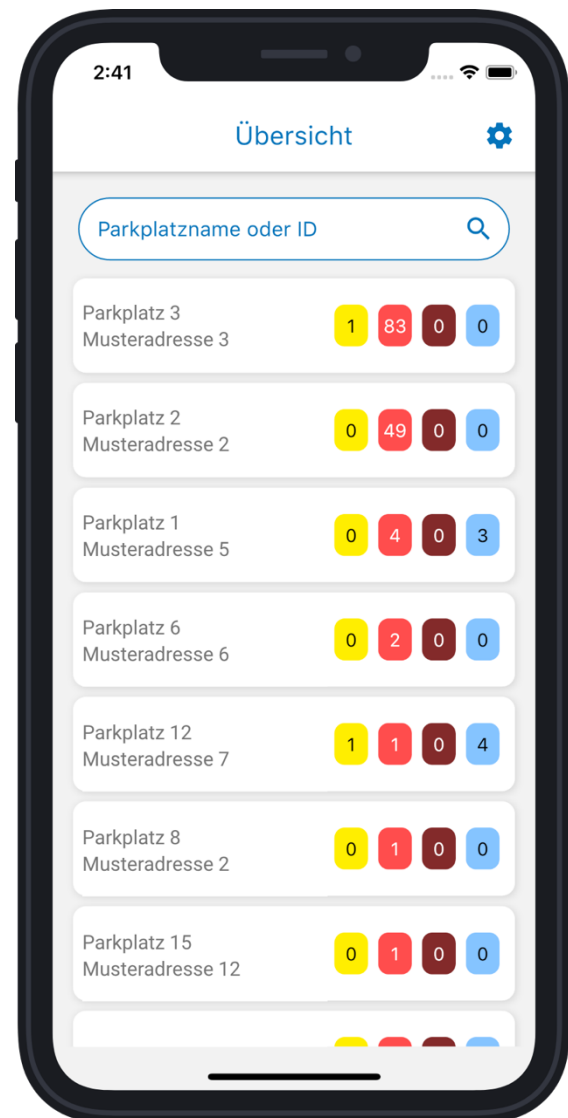 2:41
Übersicht
Parkplatzname oder ID
Parkplatz 3
Musteradresse 3
1 83 0 0
Parkplatz 2
Musteradresse 2
0 49 0 0
Parkplatz 1
Musteradresse 5
0 4 0 3
Parkplatz 6
Musteradresse 6
0 2 0 0
Parkplatz 12
Musteradresse 7
1 1 0 4
Parkplatz 8
Musteradresse 2
0 1 0 0
Parkplatz 15
Musteradresse 12
0 1 0 0